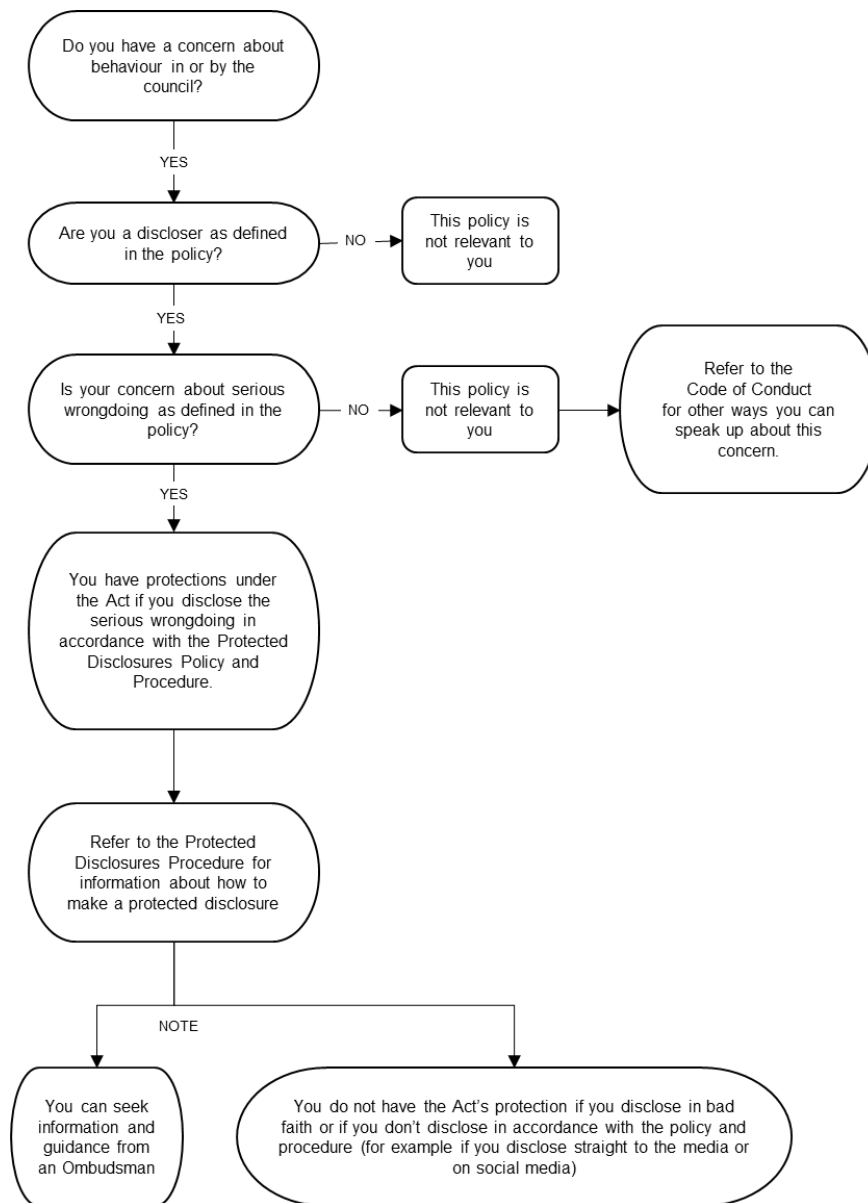 Do you have a concern about
behaviour in or by the
council?
YES
Are you a discloser as defined
in the policy?
NO
This policy is
not relevant to
you
YES
Is your concern about serious
wrongdoing as defined in the
policy?
NO
This policy is
not relevant to
you
Refer to the
Code of Conduct
for other ways you can
speak up about this
concern.
YES
You have protections under
the Act if you disclose the
serious wrongdoing in
accordance with the Protected
Disclosures Policy and
Procedure.
Refer to the Protected
Disclosures Procedure for
information about how to
make a protected disclosure
NOTE
You can seek
information and
guidance from
an Ombudsman
You do not have the Act's protection if you disclose in bad
faith or if you don't disclose in accordance with the policy and
procedure (for example if you disclose straight to the media or
on social media)